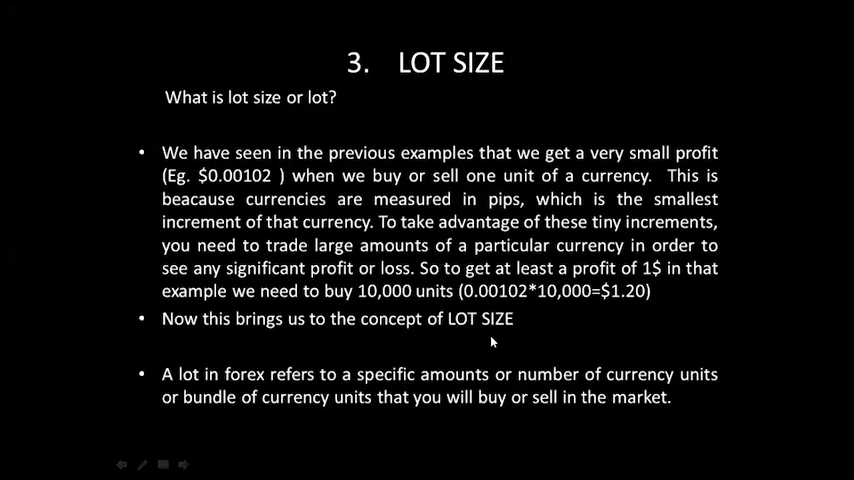 3. LOT SIZE
What is lot size or lot?
• We have seen in the previous examples that we get a very small profit
(Eg. $0.00102 ) when we buy or sell one unit of a currency. This is
beacause currencies are measured in pips, which is the smallest
increment of that currency. To take advantage of these tiny increments,
you need to trade large amounts of a particular currency in order to
see any significant profit or loss. So to get at least a profit of 1$ in that
example we need to buy 10,000 units (0.00102*10,000=$1.20)
• Now this brings us to the concept of LOT SIZE
• A lot in forex refers to a specific amounts or number of currency units
or bundle of currency units that you will buy or sell in the market.